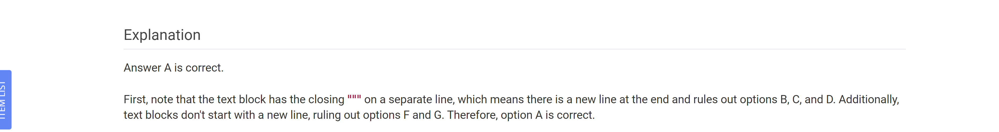 Explanation
Answer A is correct.
ITEM LIST
First, note that the text block has the closing """ on a separate line, which means there is a new line at the end and rules out options B, C, and D. Additionally,
text blocks don't start with a new line, ruling out options F and G. Therefore, option A is correct.